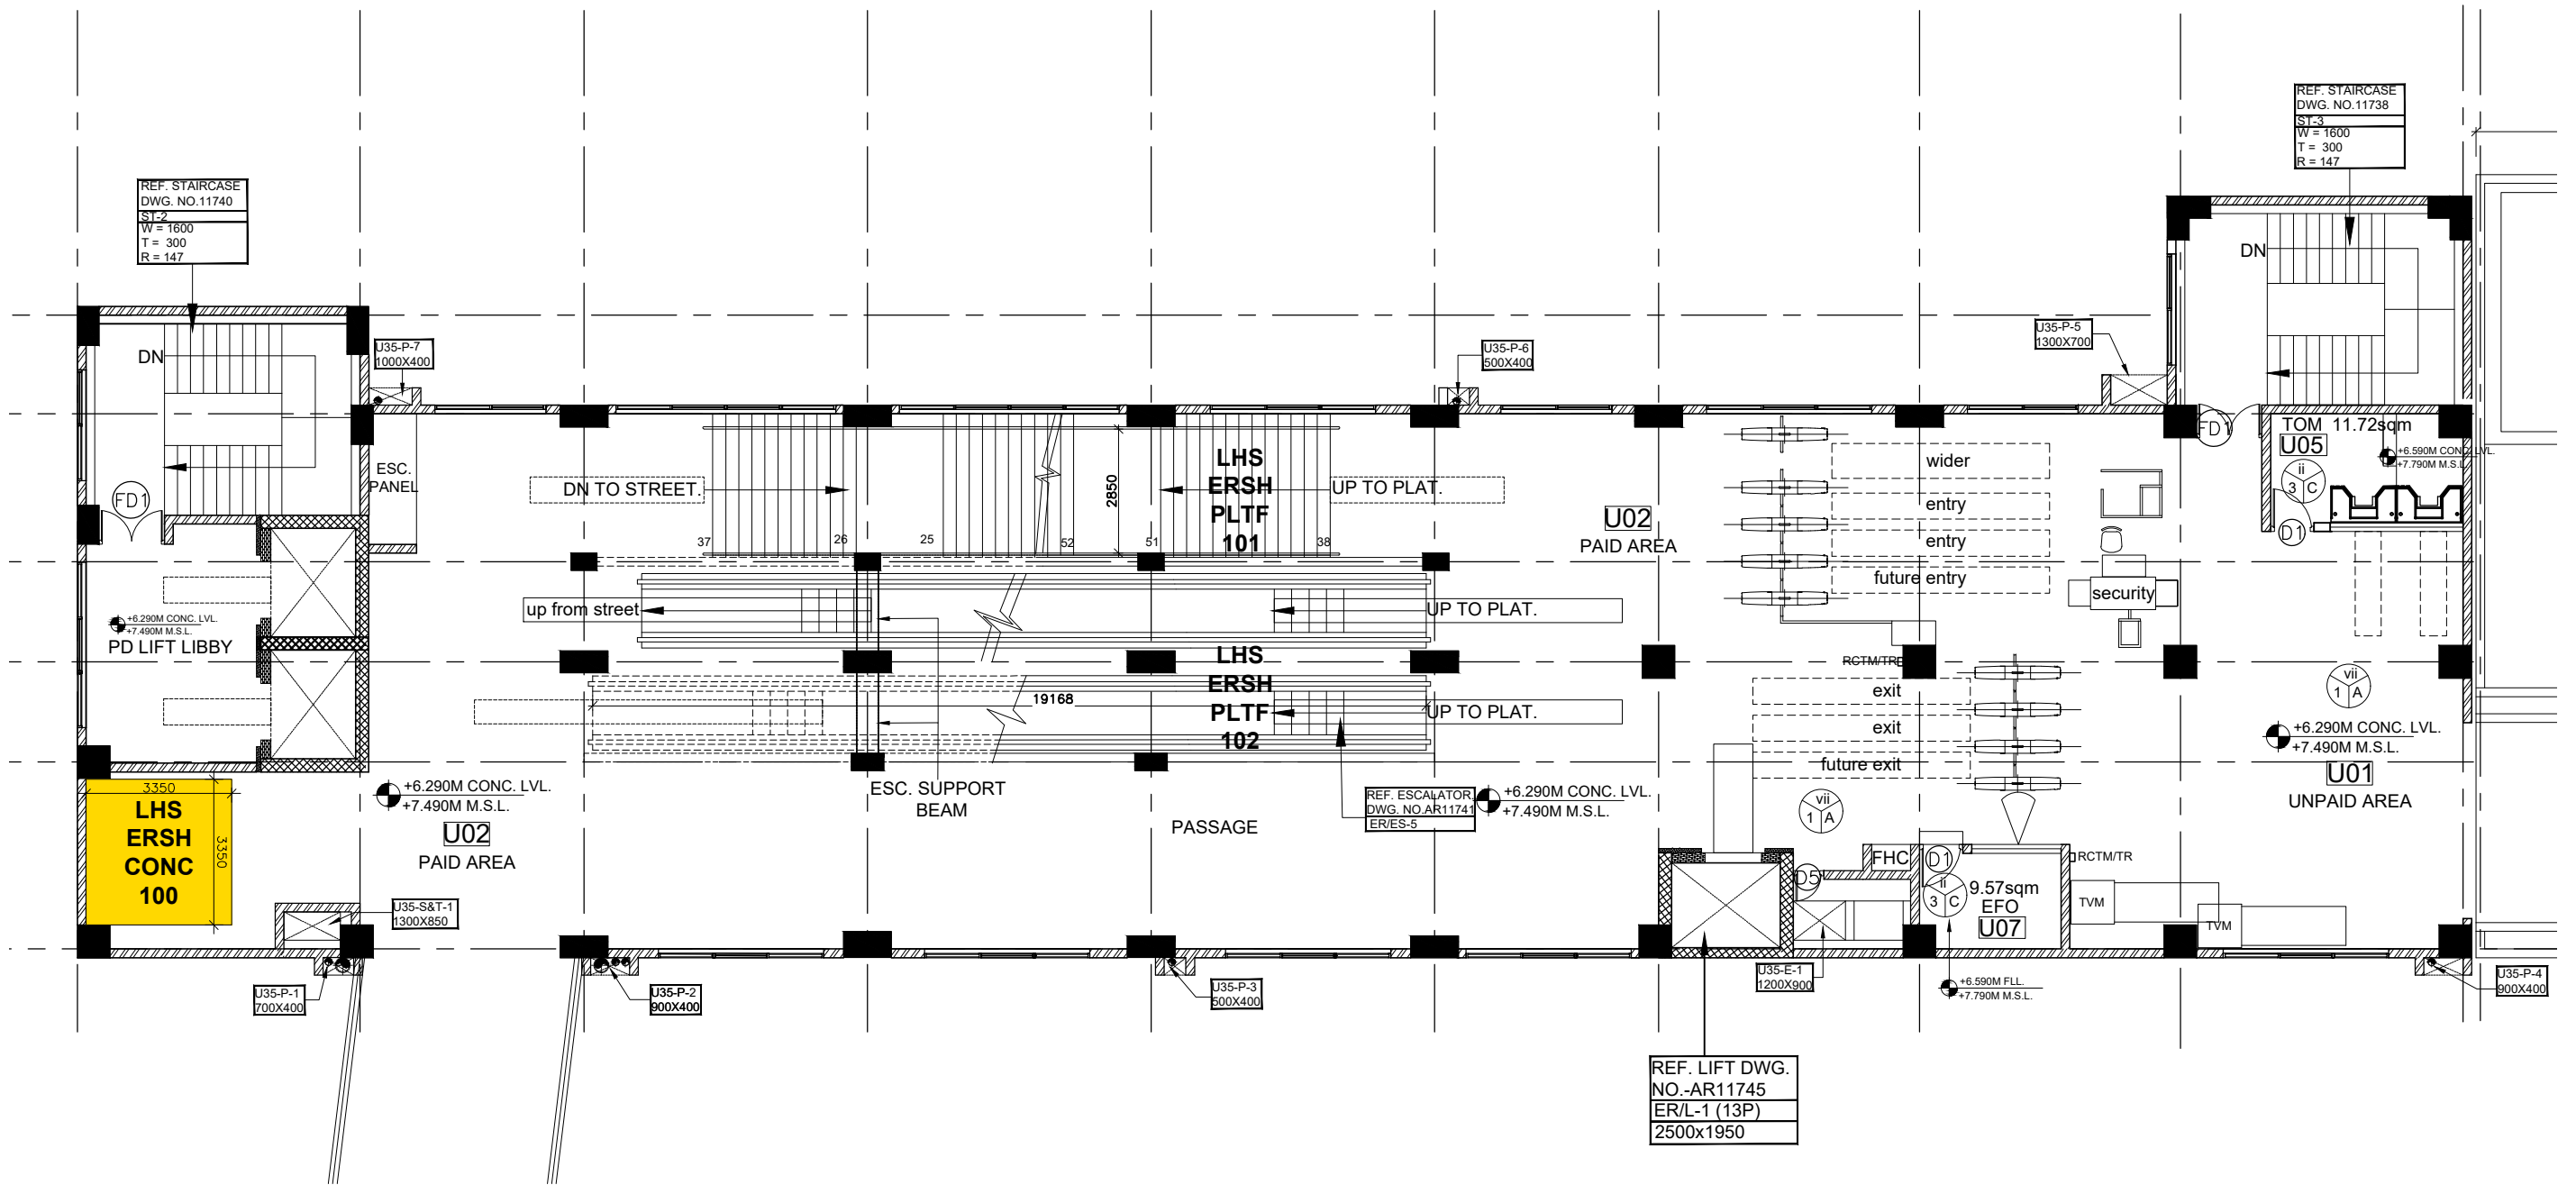 REF. STAIRCASE
DWG. NO.11738
ST-3
W = 1600
T = 300
R = 147
REF. STAIRCASE
DWG. NO.11740
ST-2
W = 1600
T = 300
R = 147
DN
DN
U35-P-7
1000X400
U35-P-6
500X400
U35-P-5
1300X700
FD1
TOM 11.72sqm
U05
+6.590M CONC. LVL.
+7.790M M.S.L.
ii
3 C
D1
ESC.
PANEL
FD1
DN TO STREET.
2850
LHS
ERSH
PLTF
101
UP TO PLAT.
37
26
25
52
51
38
U02
PAID AREA
wider
entry
entry
future entry
security
up from street
UP TO PLAT.
+6.290M CONC. LVL.
+7.490M M.S.L.
PD LIFT LIBBY
LHS
ERSH
PLTF
102
19168
UP TO PLAT.
RCTM/TR
exit
exit
future exit
vii
1 A
+6.290M CONC. LVL.
+7.490M M.S.L.
U01
UNPAID AREA
3350
3350
LHS
ERSH
CONC
100
+6.290M CONC. LVL.
+7.490M M.S.L.
U02
PAID AREA
ESC. SUPPORT
BEAM
PASSAGE
REF. ESCALATOR
DWG. NO.AR11741
ER/ES-5
+6.290M CONC. LVL.
+7.490M M.S.L.
vii
1 A
FHC
D1
D5
ii
3 C
9.57sqm
EFO
U07
RCTM/TR
TVM
TVM
U35-S&T-1
1300X850
U35-P-1
700X400
U35-P-2
900X400
U35-P-3
500X400
U35-E-1
1200X900
+6.590M FLL.
+7.790M M.S.L.
U35-P-4
900X400
REF. LIFT DWG.
NO.-AR11745
ER/L-1 (13P)
2500x1950